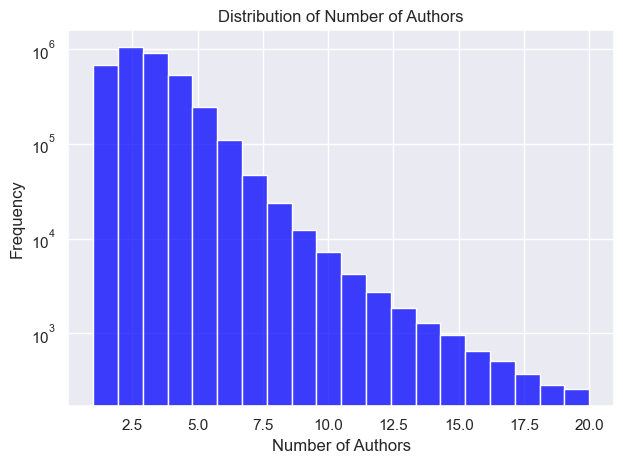 Distribution of Number of Authors
10^6
10^5
10^4
10^3
Frequency
2.5 5.0 7.5 10.0 12.5 15.0 17.5 20.0
Number of Authors